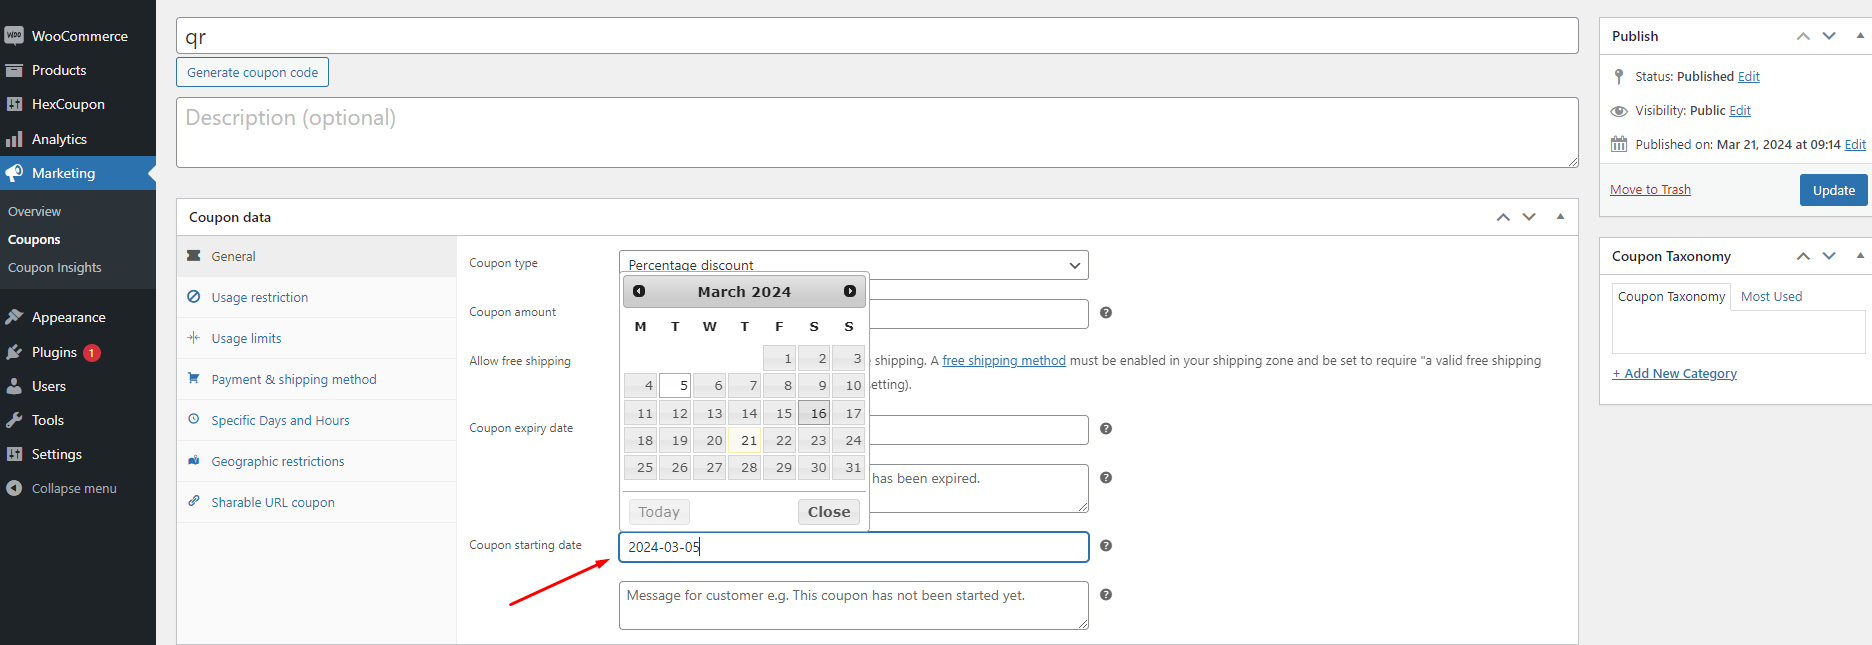 WooCommerce
Products
HexCoupon
Analytics
Marketing
Overview
Coupons
Coupon Insights
Appearance
Plugins 1
Users
Tools
Settings
Collapse menu
qr
Generate coupon code
Description (optional)
Coupon data
General
Usage restriction
Usage limits
Payment & shipping method
Specific Days and Hours
Geographic restrictions
Sharable URL coupon
Coupon type
Percentage discount
Coupon amount
Allow free shipping
shipping. A free shipping method must be enabled in your shipping zone and be set to require "a valid free shipping
etting).
Coupon expiry date
has been expired.
March 2024
M T W T F S S
1 2 3
4 5 6 7 8 9 10
11 12 13 14 15 16 17
18 19 20 21 22 23 24
25 26 27 28 29 30 31
Today Close
Coupon starting date
2024-03-05
Message for customer e.g. This coupon has not been started yet.
Publish
Status: Published Edit
Visibility: Public Edit
Published on: Mar 21, 2024 at 09:14 Edit
Move to Trash
Update
Coupon Taxonomy
Coupon Taxonomy Most Used
+ Add New Category